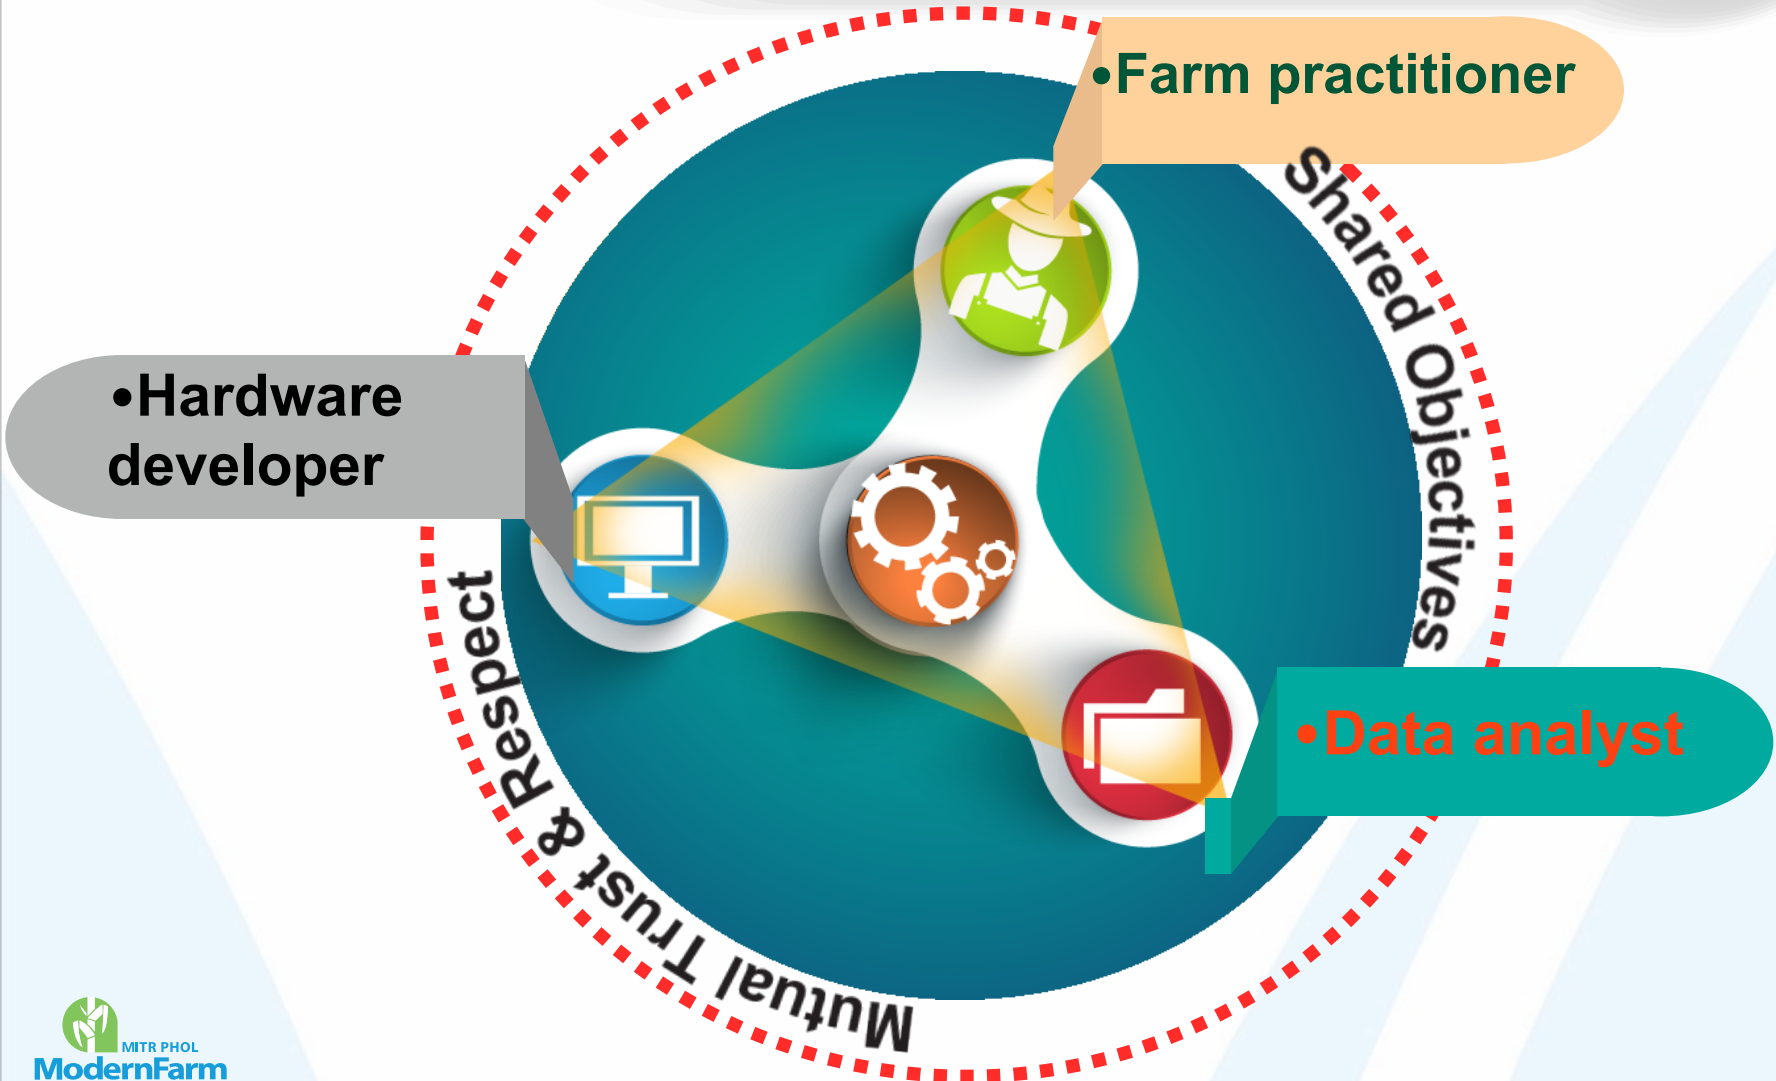 •Farm practitioner
Shared Objectives
•Hardware
developer
•Data analyst
Mutual Trust & Respect
MITR PHOL
ModernFarm